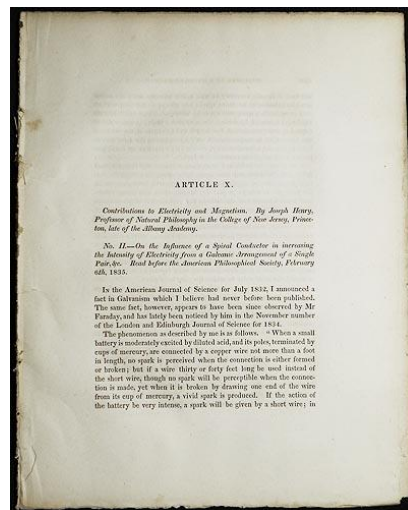 ARTICLE X.
Contributions to Electricity and Magnetism. By Joseph Henry,
Professor of Natural Philosophy in the College of New Jersey, Prince-
ton, late of the Albany Academy.
No. II.—On the Influence of a Spiral Conductor in increasing
the Intensity of Electricity from a Galvanic Arrangement of a Single
Pair, &c. Read before the American Philosophical Society, February
6th, 1835.
In the American Journal of Science for July 1832, I announced a
fact in Galvanism which I believe had never before been published.
The same fact, however, appears to have been since observed by Mr
Faraday, and has lately been noticed by him in the November number
of the London and Edinburgh Journal of Science for 1834.
The phenomenon as described by me is as follows. "When a small
battery is moderately excited by diluted acid, and its poles, terminated by
cups of mercury, are connected by a copper wire not more than a foot
in length, no spark is perceived when the connection is either formed
or broken; but if a wire thirty or forty feet long be used instead of
the short wire, though no spark will be perceptible when the connec-
tion is made, yet when it is broken by drawing one end of the wire
from its cup of mercury, a vivid spark is produced. If the action of
the battery be very intense, a spark will be given by a short wire; in